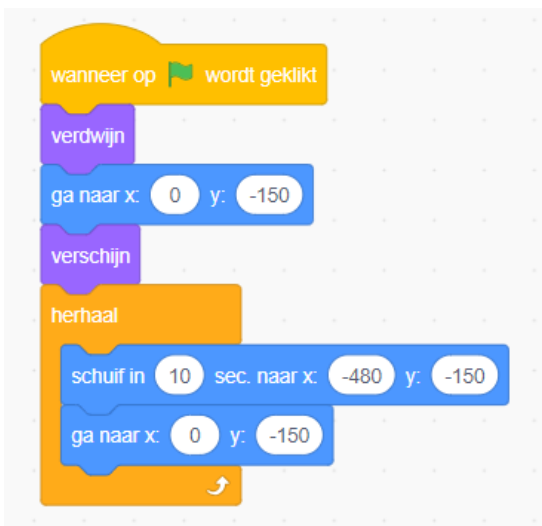 wanneer op wordt geklikt
verdwijn
ga naar x: 0 y: -150
verschijn
herhaal
schuif in 10 sec. naar x: -480 y: -150
ga naar x: 0 y: -150